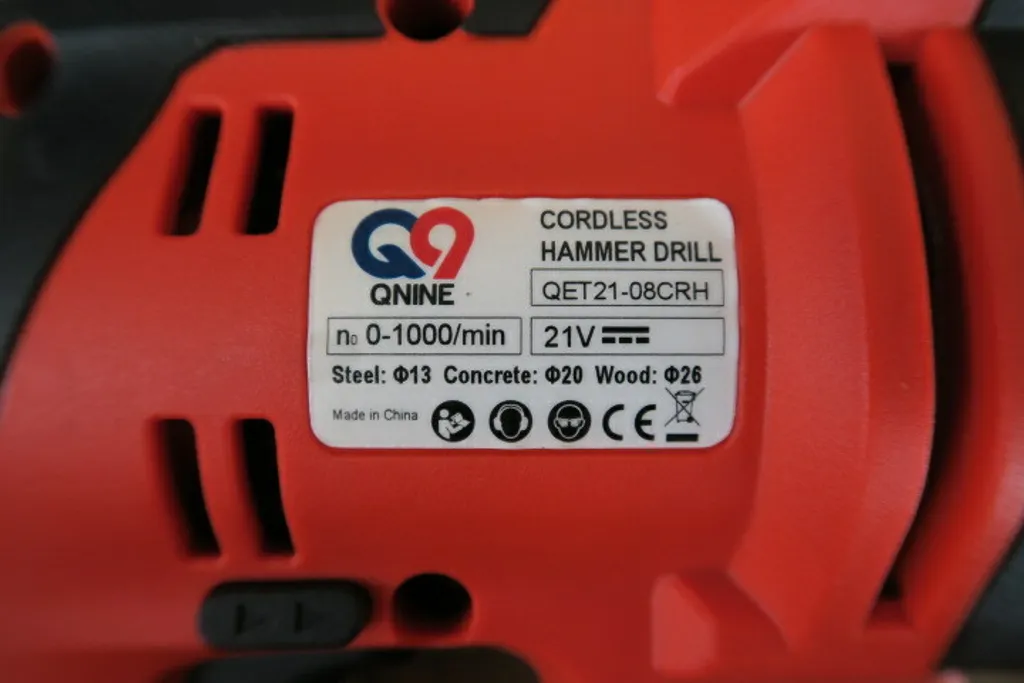 Q9
QNINE
CORDLESS
HAMMER DRILL
QET21-08CRH
n₀ 0-1000/min
21V
Steel: Φ13 Concrete: Φ20 Wood: Φ26
Made in China
CE